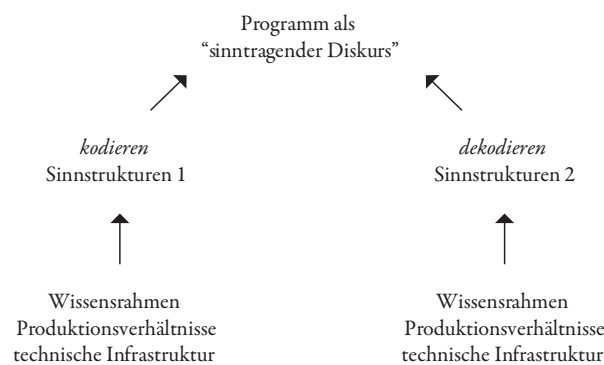 Programm als
“sinntragender Diskurs”
kodieren
Sinnstrukturen 1
dekodieren
Sinnstrukturen 2
Wissensrahmen
Produktionsverhältnisse
technische Infrastruktur
Wissensrahmen
Produktionsverhältnisse
technische Infrastruktur